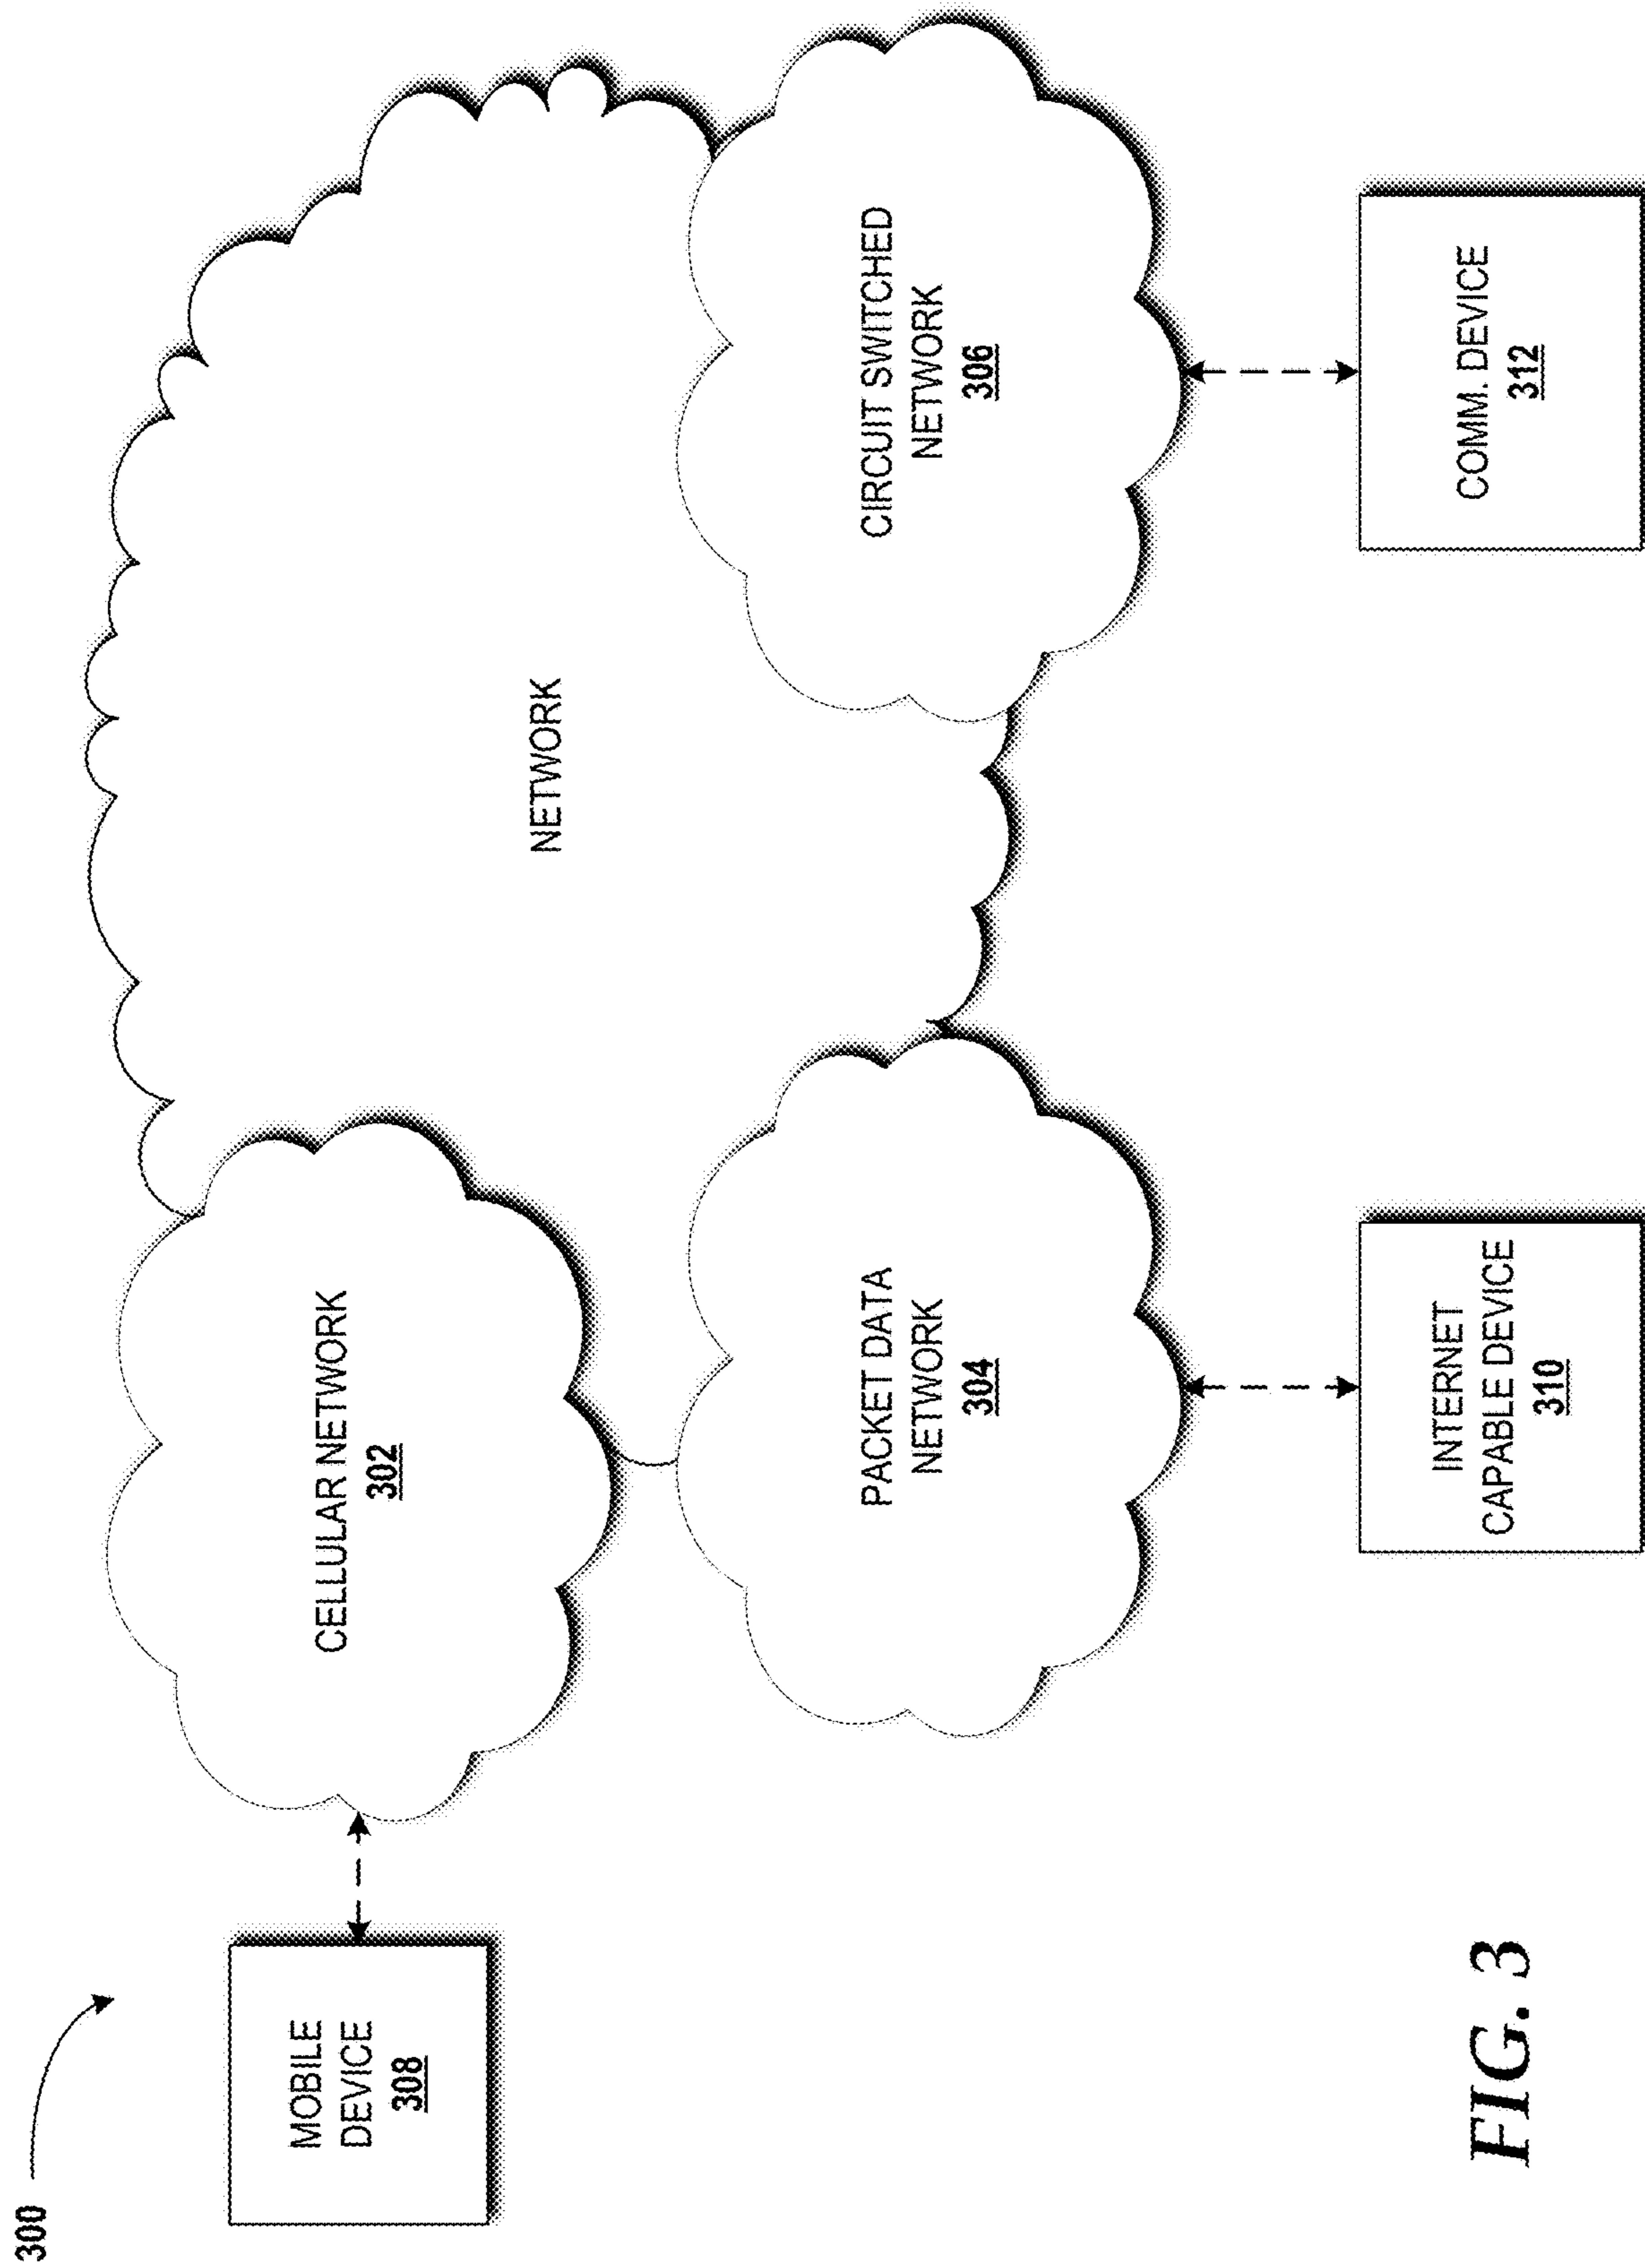 300
MOBILE
DEVICE
308
CELLULAR NETWORK
302
NETWORK
PACKET DATA
NETWORK
304
CIRCUIT SWITCHED
NETWORK
306
INTERNET
CAPABLE DEVICE
310
COMM. DEVICE
312
FIG. 3